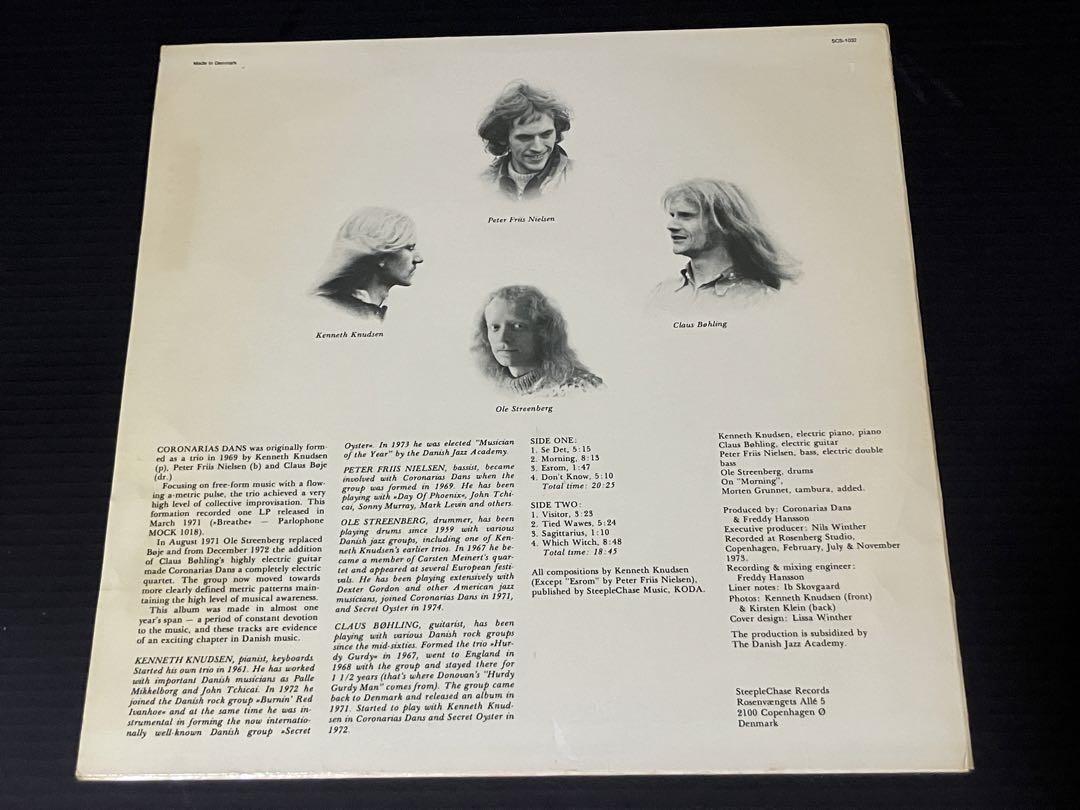 Made in Denmark
SCS-1032
Peter Friis Nielsen
Kenneth Knudsen
Claus Bøhling
Ole Streenberg
CORONARIAS DANS was originally form-
ed as a trio in 1969 by Kenneth Knudsen
(p), Peter Friis Nielsen (b) and Claus Bøje
(dr.)
Focusing on free-form music with a flow-
ing a-metric pulse, the trio achieved a very
high level of collective improvisation. This
formation recorded one LP released in
March 1971 (»Breathe« — Parlophone
MOCK 1018).
In August 1971 Ole Streenberg replaced
Bøje and from December 1972 the addition
of Claus Bøhling's highly electric guitar
made Coronarias Dans a completely electric
quartet. The group now moved towards
more clearly defined metric patterns main-
taining the high level of musical awareness.
This album was made in almost one
year's span — a period of constant devotion
to the music, and these tracks are evidence
of an exciting chapter in Danish music.
KENNETH KNUDSEN, pianist, keyboards.
Started his own trio in 1961. He has worked
with important Danish musicians as Palle
Mikkelborg and John Tchicai. In 1972 he
joined the Danish rock group »Burnin' Red
Ivanhoe« and at the same time he was in-
strumental in forming the now internatio-
nally well-known Danish group »Secret
Oyster«. In 1973 he was elected "Musician
of the Year" by the Danish Jazz Academy.
PETER FRIIS NIELSEN, bassist, became
involved with Coronarias Dans when the
group was formed in 1969. He has been
playing with »Day Of Phoenix«, John Tchi-
cai, Sonny Murray, Mark Levin and others.
OLE STREENBERG, drummer, has been
playing drums since 1959 with various
Danish jazz groups, including one of Ken-
neth Knudsen's earlier trios. In 1967 he be-
came a member of Carsten Meinert's quar-
tet and appeared at several European festi-
vals. He has been playing extensively with
Dexter Gordon and other American jazz
musicians, joined Coronarias Dans in 1971,
and Secret Oyster in 1974.
CLAUS BØHLING, guitarist, has been
playing with various Danish rock groups
since the mid-sixties. Formed the trio »Hur-
dy Gurdy« in 1967, went to England in
1968 with the group and stayed there for
1 1/2 years (that's where Donovan's "Hurdy
Gurdy Man" comes from). The group came
back to Denmark and released an album in
1971. Started to play with Kenneth Knud-
sen in Coronarias Dans and Secret Oyster in
1972.
SIDE ONE:
1. Se Det, 5:15
2. Morning, 8:13
3. Esrom, 1:47
4. Don't Know, 5:10
Total time: 20:25
SIDE TWO:
1. Visitor, 3:23
2. Tied Wawes, 5:24
3. Sagittarius, 1:10
4. Which Witch, 8:48
Total time: 18:45
All compositions by Kenneth Knudsen
(Except "Esrom" by Peter Friis Nielsen),
published by SteepleChase Music, KODA.
Kenneth Knudsen, electric piano, piano
Claus Bøhling, electric guitar
Peter Friis Nielsen, bass, electric double
bass
Ole Streenberg, drums
On "Morning",
Morten Grunnet, tambura, added.
Produced by: Coronarias Dans
& Freddy Hansson
Executive producer: Nils Winther
Recorded at Rosenberg Studio,
Copenhagen, February, July & November
1973.
Recording & mixing engineer:
Freddy Hansson
Liner notes: Ib Skovgaard
Photos: Kenneth Knudsen (front)
& Kirsten Klein (back)
Cover design: Lissa Winther
The production is subsidized by
The Danish Jazz Academy.
SteepleChase Records
Rosenvængets Allé 5
2100 Copenhagen Ø
Denmark